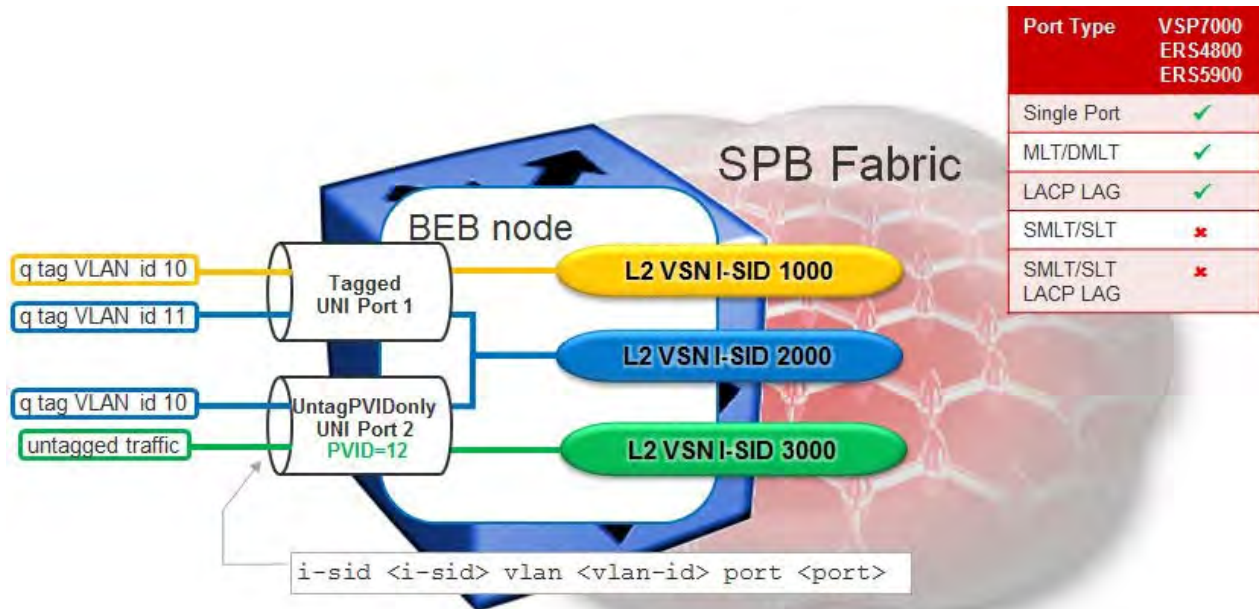 Port Type VSP7000
ERS4800
ERS5900
Single Port ✓
MLT/DMLT ✓
LACP LAG ✓
SMLT/SLT ✖
SMLT/SLT ✖
LACP LAG
SPB Fabric
BEB node
q tag VLAN id 10
Tagged
UNI Port 1
L2 VSN I-SID 1000
q tag VLAN id 11
L2 VSN I-SID 2000
q tag VLAN id 10
UntagPVIDonly
UNI Port 2
PVID=12
untagged traffic
L2 VSN I-SID 3000
i-sid <i-sid> vlan <vlan-id> port <port>